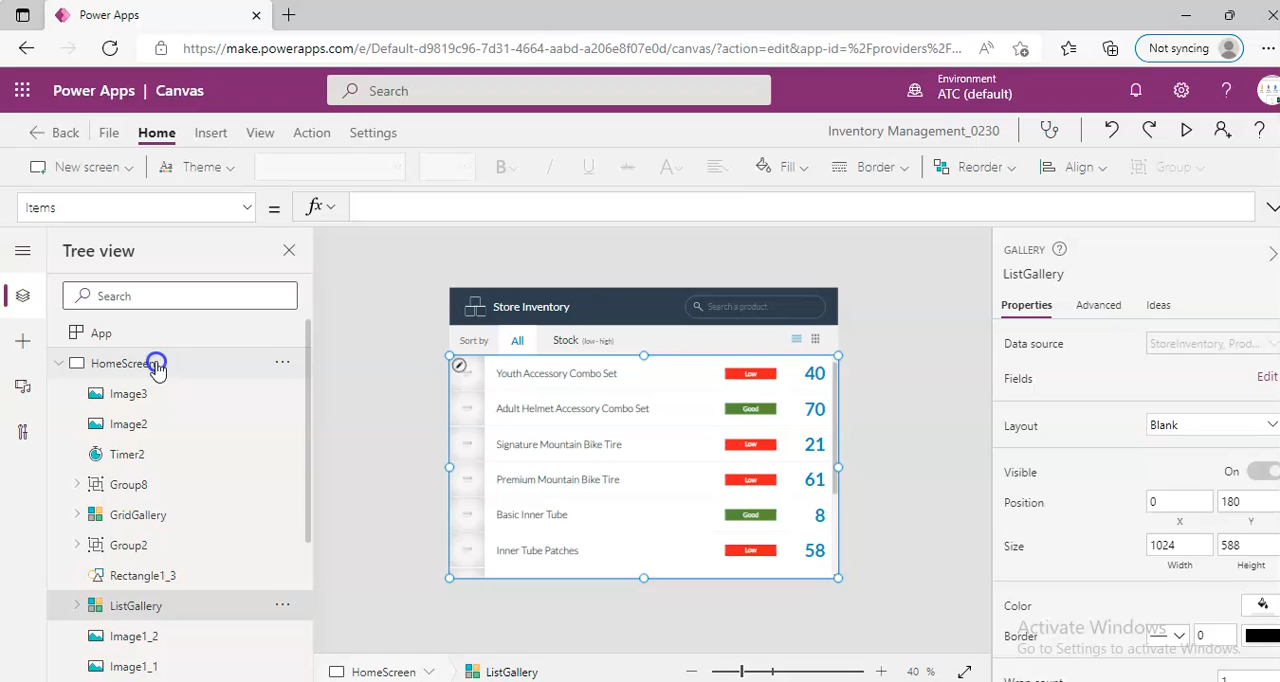 Power Apps
https://make.powerapps.com/e/Default-d9819c96-7d31-4664-aabd-a206e8f07e0d/canvas/?action=edit&app-id=%2Fproviders%2F...
Not syncing
Power Apps | Canvas
Search
Environment
ATC (default)
Back
File
Home
Insert
View
Action
Settings
Inventory Management_0230
New screen
Theme
Fill
Border
Reorder
Align
Group
Items
=
fx
Tree view
Search
App
HomeScreen
Image3
Image2
Timer2
Group8
GridGallery
Group2
Rectangle1_3
ListGallery
Image1_2
Image1_1
Store Inventory
Search a product
Sort by
All
Stock (low-high)
Youth Accessory Combo Set Low 40
Adult Helmet Accessory Combo Set Good 70
Signature Mountain Bike Tire Low 21
Premium Mountain Bike Tire Low 61
Basic Inner Tube Good 8
Inner Tube Patches Low 58
HomeScreen
ListGallery
40 %
GALLERY
ListGallery
Properties
Advanced
Ideas
Data source StoreInventory, Prod...
Fields Edit
Layout Blank
Visible On
Position 0 180
X Y
Size 1024 588
Width Height
Color
Border 0
Activate Windows
Go to Settings to activate Windows.